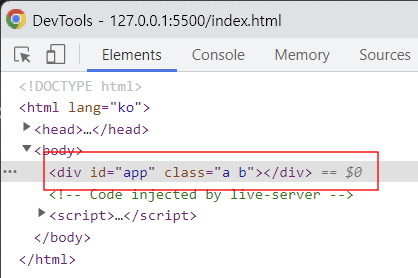 DevTools - 127.0.0.1:5500/index.html
Elements Console Sources
<!DOCTYPE html>
<html lang="ko">
<head>…</head>
<body>
<div id="app" class="a b"></div> == $0
<!-- Code injected by live-server -->
<script>…</script>
</body>
</html>